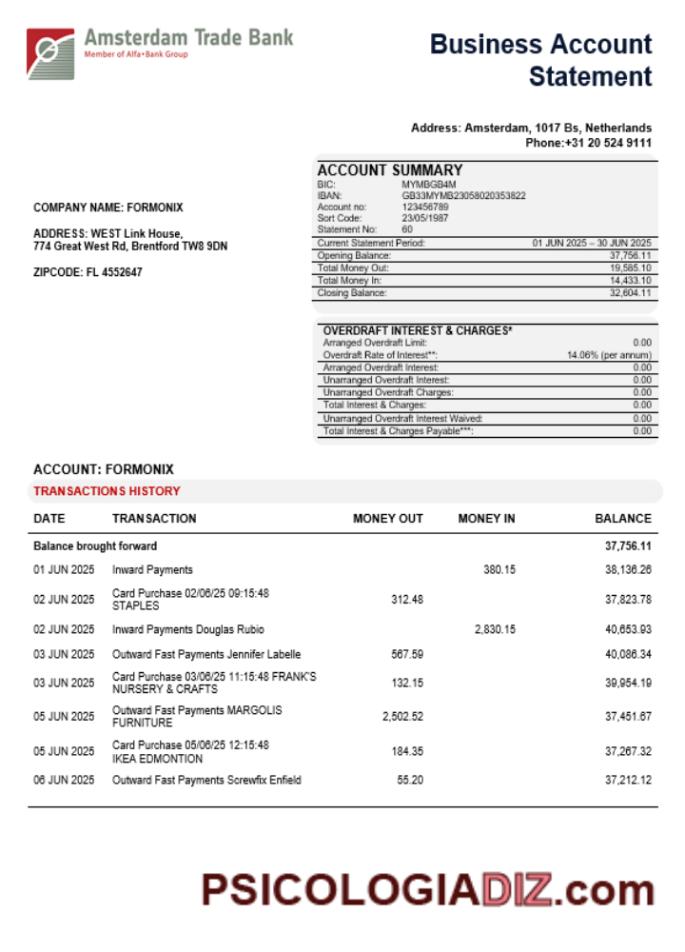 Amsterdam Trade Bank
Member of Alfa•Bank Group
Business Account
Statement
Address: Amsterdam, 1017 Bs, Netherlands
Phone:+31 20 524 9111
COMPANY NAME: FORMONIX
ADDRESS: WEST Link House,
774 Great West Rd, Brentford TW8 9DN
ZIPCODE: FL 4552647
ACCOUNT SUMMARY
BIC: MYMBGB4M
IBAN: GB33MYMB23058020353822
Account no: 123456789
Sort Code: 23/05/1987
Statement No: 60
Current Statement Period: 01 JUN 2025 – 30 JUN 2025
Opening Balance: 37,756.11
Total Money Out: 19,585.10
Total Money In: 14,433.10
Closing Balance: 32,604.11
OVERDRAFT INTEREST & CHARGES*
Arranged Overdraft Limit: 0.00
Overdraft Rate of Interest**: 14.06% (per annum)
Arranged Overdraft Interest: 0.00
Unarranged Overdraft Interest: 0.00
Unarranged Overdraft Charges: 0.00
Total Interest & Charges: 0.00
Unarranged Overdraft Interest Waived: 0.00
Total Interest & Charges Payable***: 0.00
ACCOUNT: FORMONIX
TRANSACTIONS HISTORY
DATE TRANSACTION MONEY OUT MONEY IN BALANCE
Balance brought forward 37,756.11
01 JUN 2025 Inward Payments 380.15 38,136.26
02 JUN 2025 Card Purchase 02/06/25 09:15:48
STAPLES 312.48 37,823.78
02 JUN 2025 Inward Payments Douglas Rubio 2,830.15 40,653.93
03 JUN 2025 Outward Fast Payments Jennifer Labelle 567.59 40,086.34
03 JUN 2025 Card Purchase 03/06/25 11:15:48 FRANK'S
NURSERY & CRAFTS 132.15 39,954.19
05 JUN 2025 Outward Fast Payments MARGOLIS
FURNITURE 2,502.52 37,451.67
05 JUN 2025 Card Purchase 05/06/25 12:15:48
IKEA EDMONTION 184.35 37,267.32
06 JUN 2025 Outward Fast Payments Screwfix Enfield 55.20 37,212.12
PSICOLOGIADIZ.com